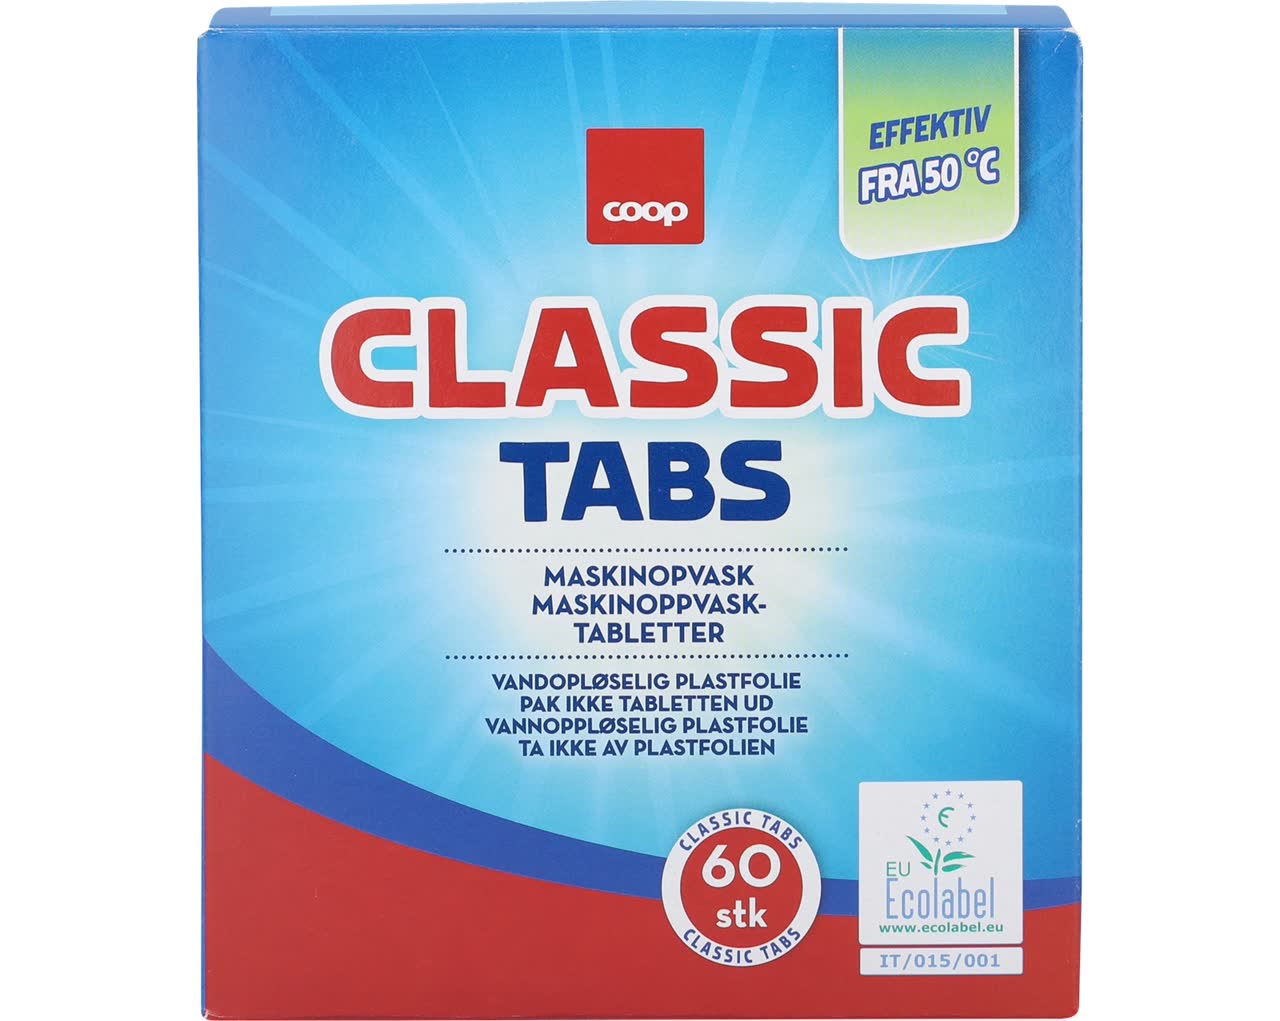 EFFEKTIV
FRA 50 °C
coop
CLASSIC
TABS
MASKINOPVASK
MASKINOPPVASK-
TABLETTER
VANDOPLØSELIG PLASTFOLIE
PAK IKKE TABLETTEN UD
VANNOPPLØSELIG PLASTFOLIE
TA IKKE AV PLASTFOLIEN
CLASSIC TABS
60
stk
CLASSIC TABS
EU
Ecolabel
www.ecolabel.eu
IT/015/001